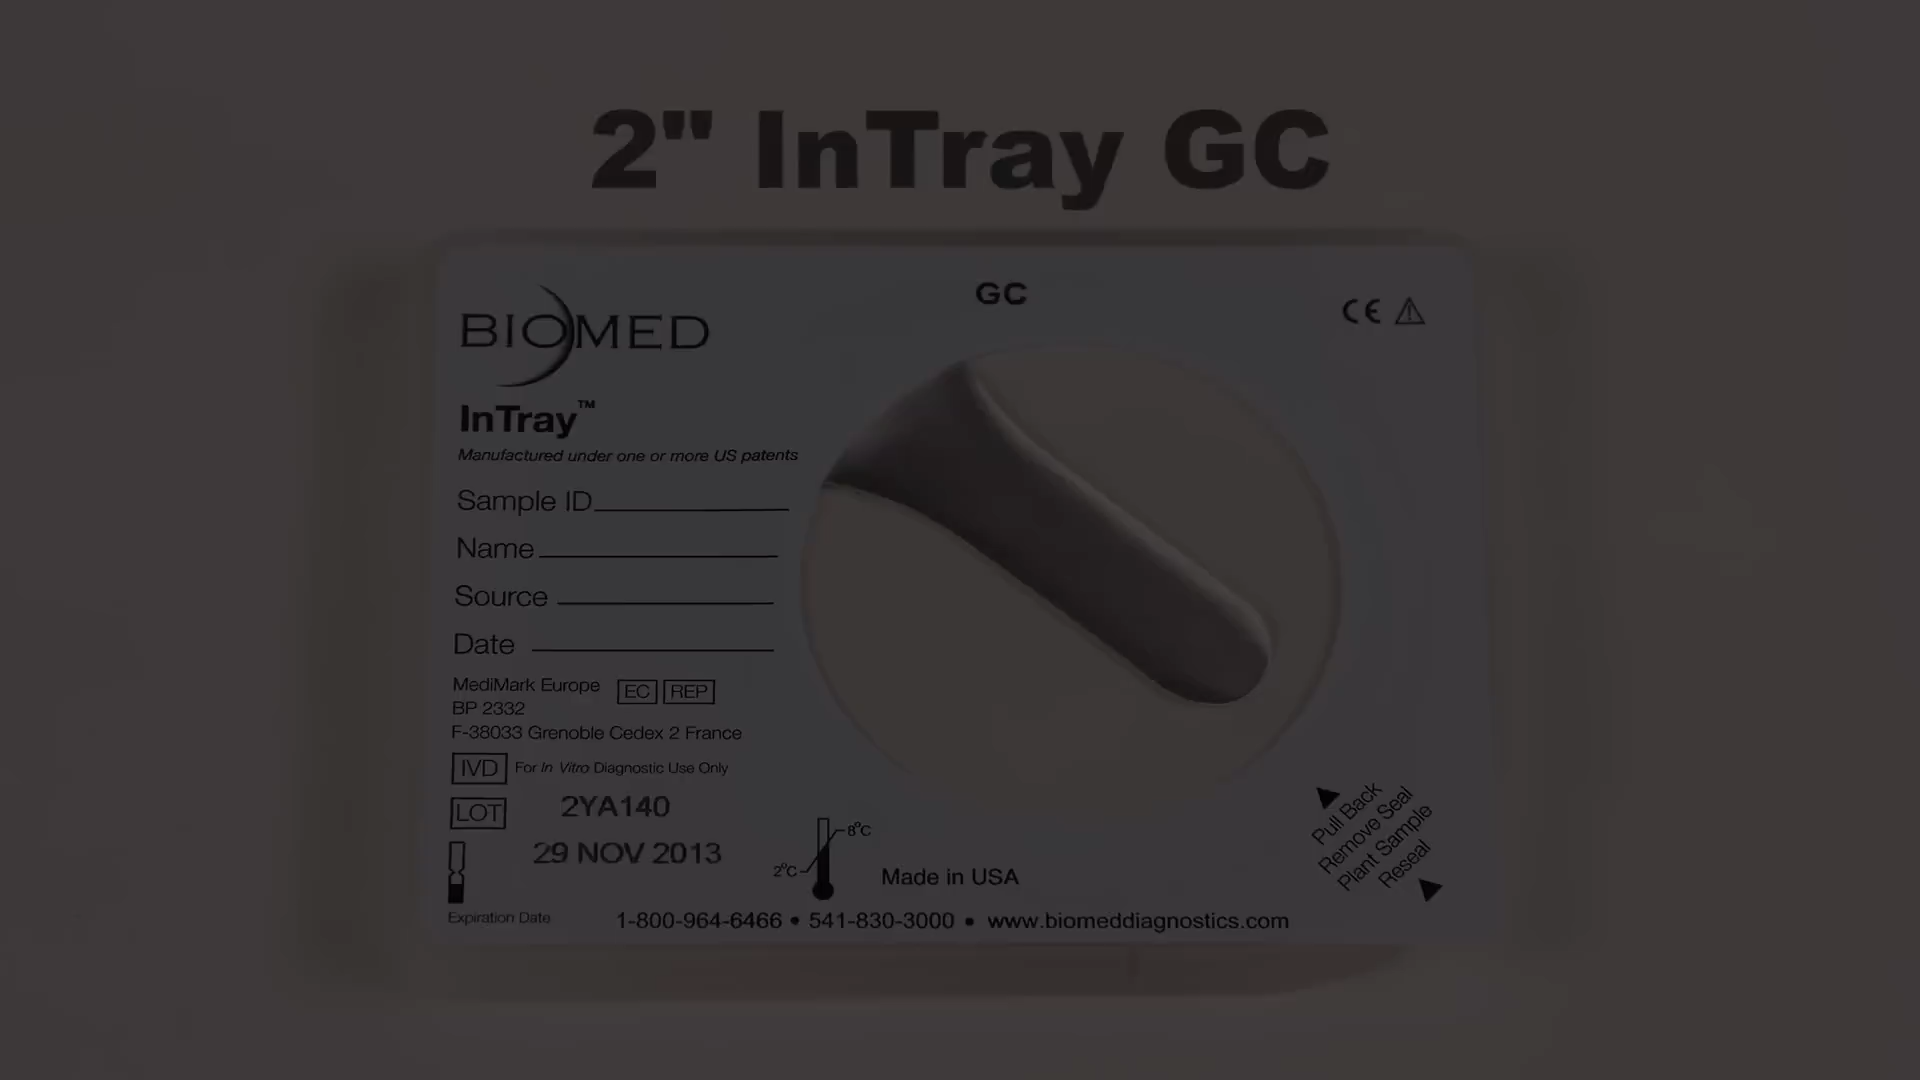 2" InTray GC
GC
BIOMED
CE
InTray™
Manufactured under one or more US patents
Sample ID
Name
Source
Date
MediMark Europe EC REP
BP 2332
F-38033 Grenoble Cedex 2 France
IVD For In Vitro Diagnostic Use Only
LOT 2YA140
29 NOV 2013
Expiration Date
8°C
2°C
Made in USA
Pull Back
Remove Seal
Plant Sample
Reseal
1-800-964-6466 • 541-830-3000 • www.biomeddiagnostics.com